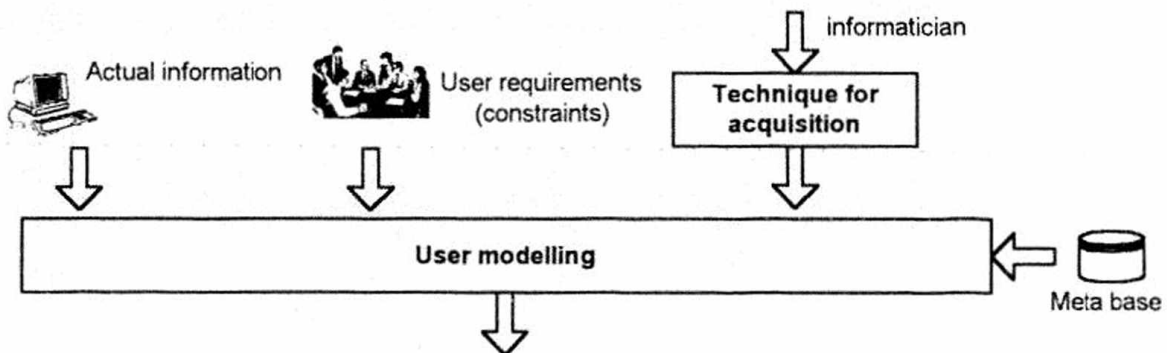 informatician
Actual information
User requirements
(constraints)
Technique for
acquisition
User modelling
Meta base